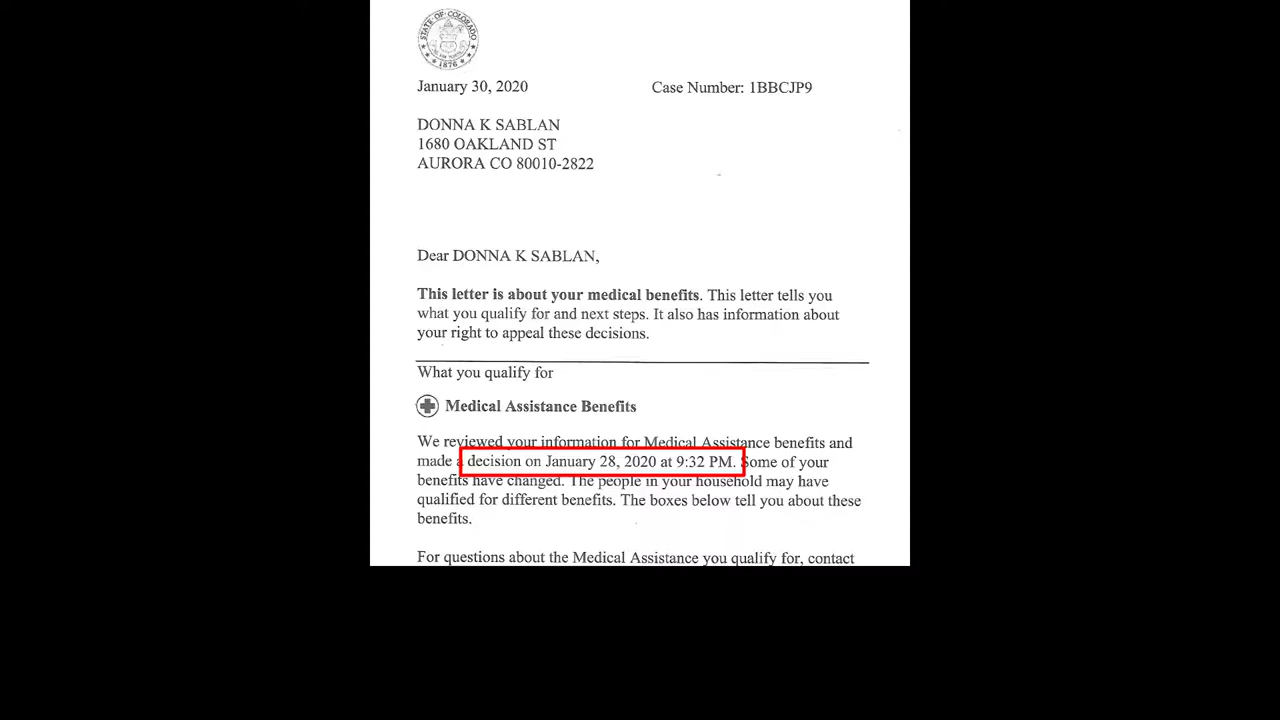 STATE OF COLORADO
1876
January 30, 2020 Case Number: 1BBCJP9
DONNA K SABLAN
1680 OAKLAND ST
AURORA CO 80010-2822
Dear DONNA K SABLAN,
This letter is about your medical benefits. This letter tells you
what you qualify for and next steps. It also has information about
your right to appeal these decisions.
What you qualify for
Medical Assistance Benefits
We reviewed your information for Medical Assistance benefits and
made a decision on January 28, 2020 at 9:32 PM. Some of your
benefits have changed. The people in your household may have
qualified for different benefits. The boxes below tell you about these
benefits.
For questions about the Medical Assistance you qualify for, contact